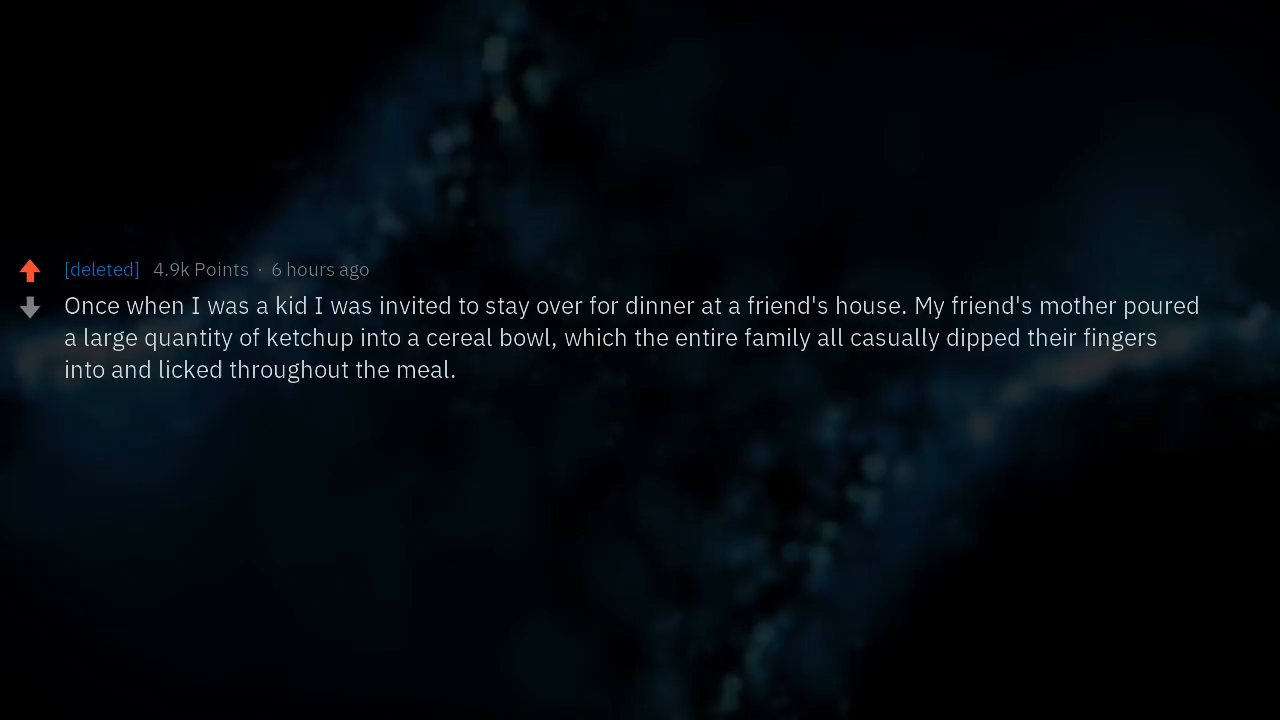 [deleted] 4.9k Points · 6 hours ago
Once when I was a kid I was invited to stay over for dinner at a friend's house. My friend's mother poured
a large quantity of ketchup into a cereal bowl, which the entire family all casually dipped their fingers
into and licked throughout the meal.